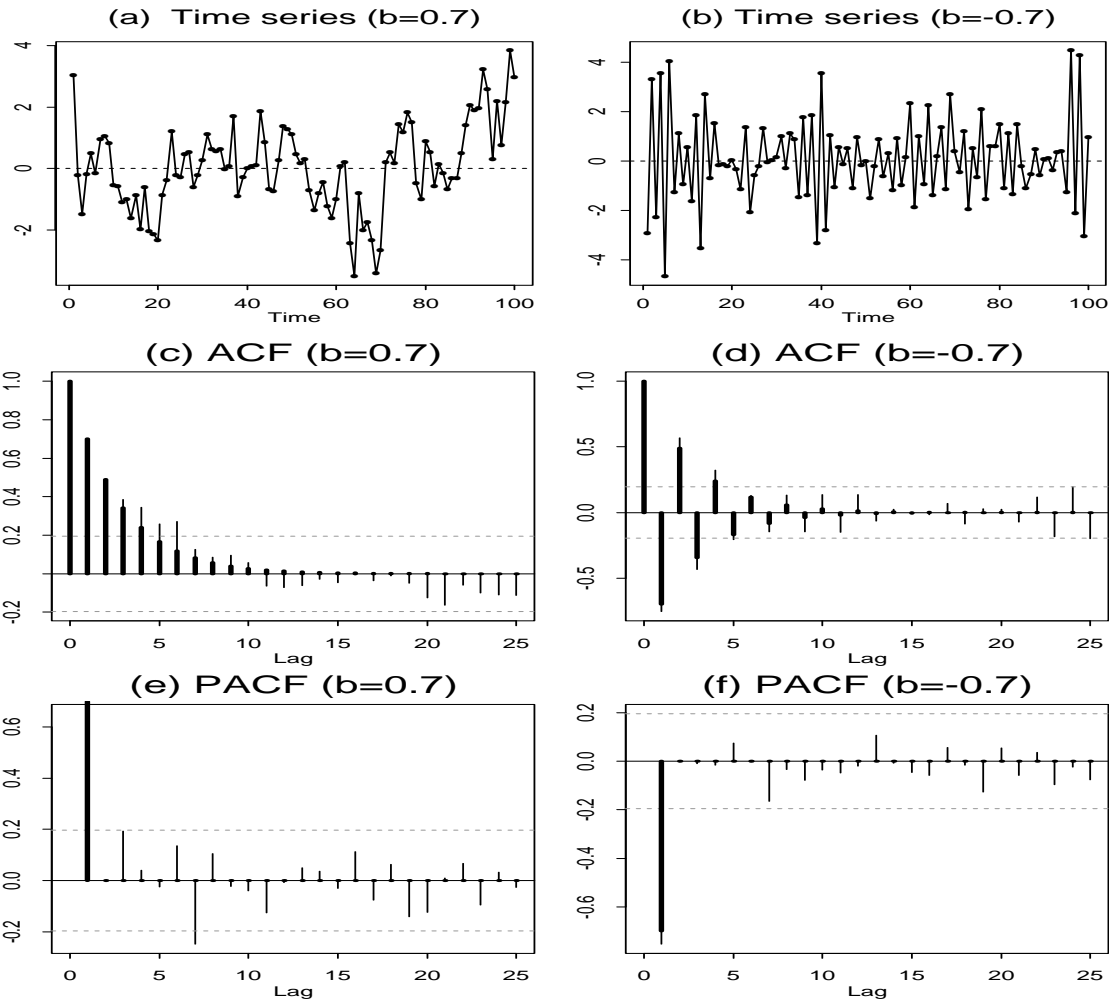 (a) Time series (b=0.7)
4
2
0
-2
0 20 40 60 80 100
Time
(b) Time series (b=-0.7)
4
2
0
-2
-4
0 20 40 60 80 100
Time
(c) ACF (b=0.7)
1.0
0.8
0.6
0.4
0.2
-0.2
0 5 10 15 20 25
Lag
(d) ACF (b=-0.7)
1.0
0.5
0.0
-0.5
0 5 10 15 20 25
Lag
(e) PACF (b=0.7)
0.6
0.4
0.2
0.0
-0.2
0 5 10 15 20 25
Lag
(f) PACF (b=-0.7)
0.2
0.0
-0.2
-0.4
-0.6
0 5 10 15 20 25
Lag